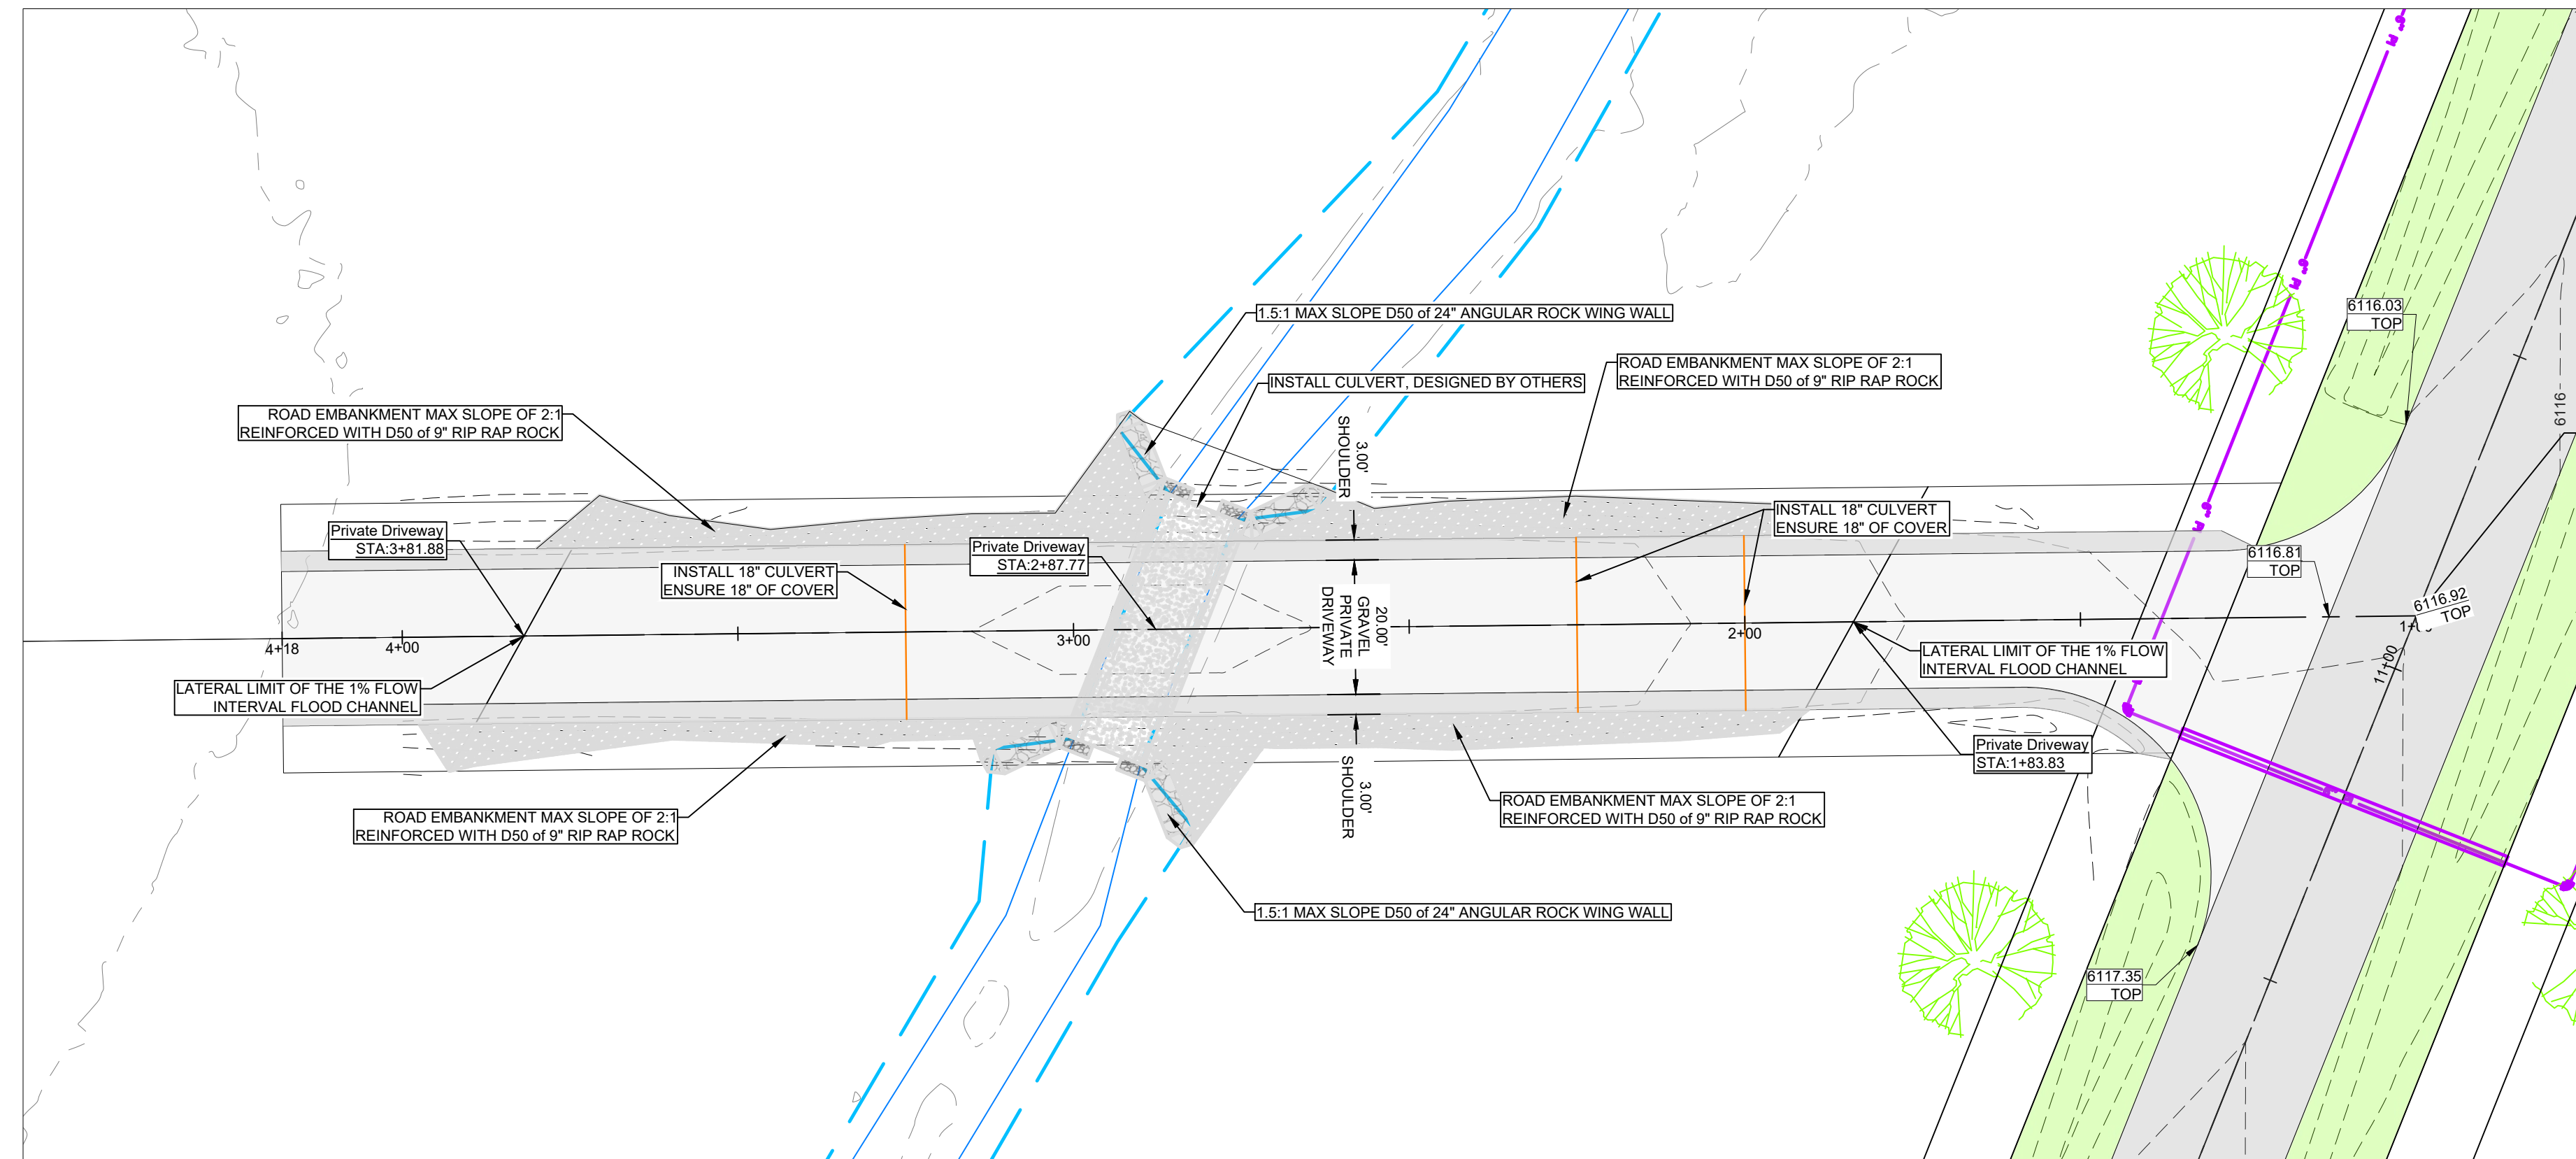 6116.03
TOP
1.5:1 MAX SLOPE D50 of 24" ANGULAR ROCK WING WALL
ROAD EMBANKMENT MAX SLOPE OF 2:1
REINFORCED WITH D50 of 9" RIP RAP ROCK
INSTALL CULVERT, DESIGNED BY OTHERS
6116
ROAD EMBANKMENT MAX SLOPE OF 2:1
REINFORCED WITH D50 of 9" RIP RAP ROCK
3.00'
SHOULDER
INSTALL 18" CULVERT
ENSURE 18" OF COVER
Private Driveway
STA:3+81.88
Private Driveway
STA:2+87.77
6116.81
TOP
INSTALL 18" CULVERT
ENSURE 18" OF COVER
20.00'
GRAVEL
PRIVATE
DRIVEWAY
6116.92
TOP
4+18
4+00
3+00
2+00
11+00
LATERAL LIMIT OF THE 1% FLOW
INTERVAL FLOOD CHANNEL
LATERAL LIMIT OF THE 1% FLOW
INTERVAL FLOOD CHANNEL
Private Driveway
STA:1+83.83
3.00'
SHOULDER
ROAD EMBANKMENT MAX SLOPE OF 2:1
REINFORCED WITH D50 of 9" RIP RAP ROCK
ROAD EMBANKMENT MAX SLOPE OF 2:1
REINFORCED WITH D50 of 9" RIP RAP ROCK
1.5:1 MAX SLOPE D50 of 24" ANGULAR ROCK WING WALL
6117.35
TOP